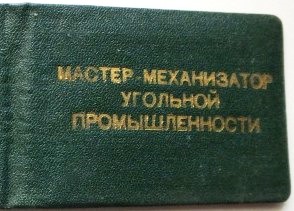 МАСТЕР МЕХАНИЗАТОР
УГОЛЬНОЙ
ПРОМЫШЛЕННОСТИ